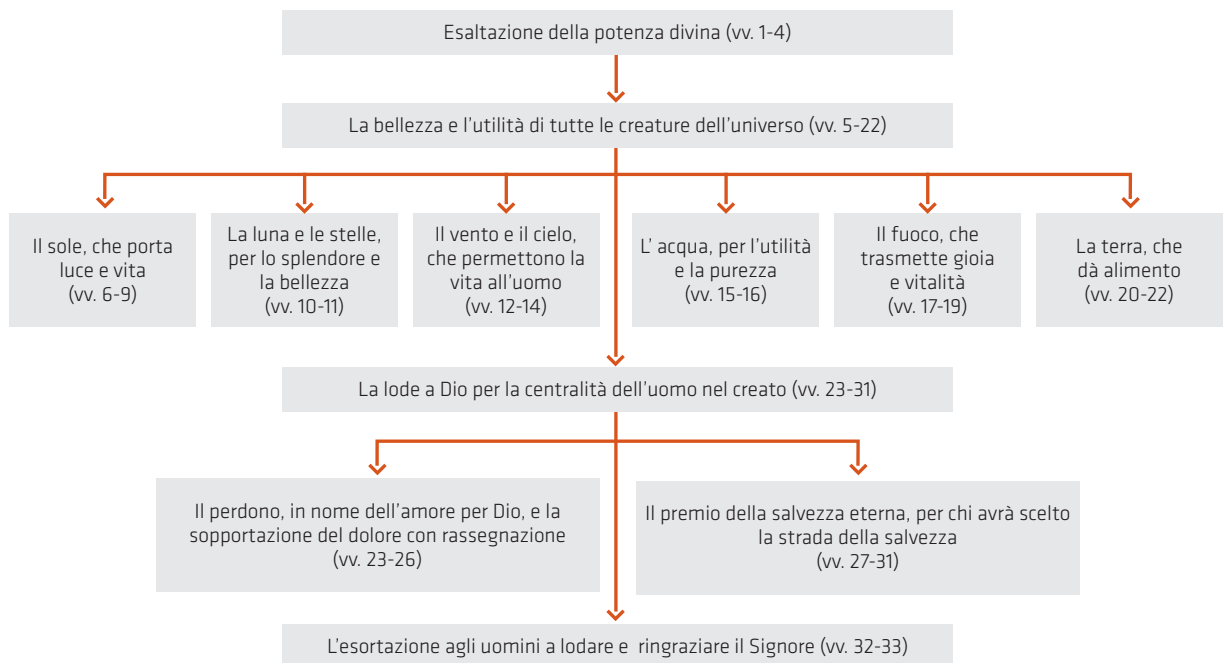 Esaltazione della potenza divina (vv. 1-4)
La bellezza e l'utilità di tutte le creature dell'universo (vv. 5-22)
Il sole, che porta
luce e vita
(vv. 6-9)
La luna e le stelle,
per lo splendore e
la bellezza
(vv. 10-11)
Il vento e il cielo,
che permettono la
vita all'uomo
(vv. 12-14)
L' acqua, per l'utilità
e la purezza
(vv. 15-16)
Il fuoco, che
trasmette gioia
e vitalità
(vv. 17-19)
La terra, che
dà alimento
(vv. 20-22)
La lode a Dio per la centralità dell'uomo nel creato (vv. 23-31)
Il perdono, in nome dell'amore per Dio, e la
sopportazione del dolore con rassegnazione
(vv. 23-26)
Il premio della salvezza eterna, per chi avrà scelto
la strada della salvezza
(vv. 27-31)
L'esortazione agli uomini a lodare e ringraziare il Signore (vv. 32-33)